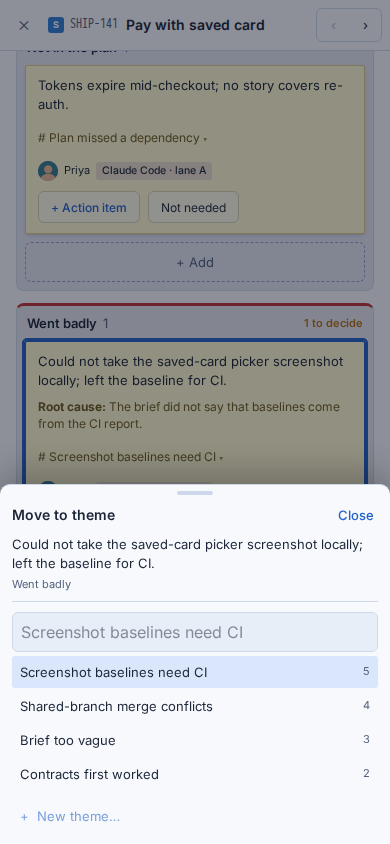 S SHIP-141 Pay with saved card
Tokens expire mid-checkout; no story covers re-
auth.
# Plan missed a dependency
Priya Claude Code · lane A
+ Action item Not needed
+ Add
Went badly 1 1 to decide
Could not take the saved-card picker screenshot
locally; left the baseline for CI.
Root cause: The brief did not say that baselines come
from the CI report.
# Screenshot baselines need CI
Move to theme Close
Could not take the saved-card picker screenshot locally;
left the baseline for CI.
Went badly
Screenshot baselines need CI
Screenshot baselines need CI 5
Shared-branch merge conflicts 4
Brief too vague 3
Contracts first worked 2
+ New theme...